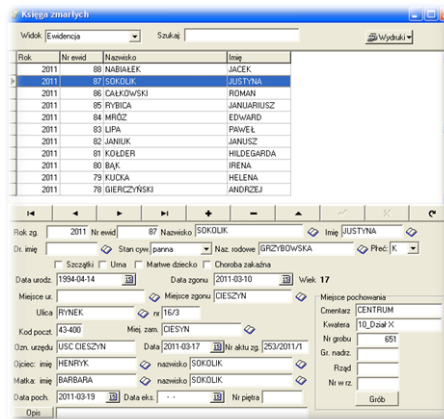 Księga zmarłych
Widok Ewidencja Szukaj: Wydruki
Rok Nr ewid Nazwisko Imię
2011 88 NABIAŁEK JACEK
2011 87 SOKOLIK JUSTYNA
2011 86 CAŁKOWSKI ROMAN
2011 85 RYBICA JANUARIUSZ
2011 84 MRÓZ EDWARD
2011 83 LIPA PAWEŁ
2011 82 JANIUK JANUSZ
2011 81 KOŁDER HILDEGARDA
2011 80 BĄK IRENA
2011 79 KUCKA HELENA
2011 78 GIERCZYŃSKI ANDRZEJ
Rok zg. 2011 Nr ewid 87 Nazwisko SOKOLIK Imię JUSTYNA
Dr. imię Stan cyw. panna Naz. rodowe GRZYBOWSKA Płeć: K
Szczątki Urna Martwe dziecko Choroba zakaźna
Data urodz. 1994-04-14 Data zgonu 2011-03-10 Wiek 17
Miejsce ur. Miejsce zgonu CIESZYN
Ulica RYNEK nr 16/3
Kod poczt. 43-400 Miej. zam. CIESYN
Ozn. urzędu USC CIESZYN Data 2011-03-17 Nr aktu zg. 253/2011/1
Ojciec: imię HENRYK nazwisko SOKOLIK
Matka: imię BARBARA nazwisko SOKOLIK
Data poch. 2011-03-19 Data eks. - - Nr piętra
Opis
Miejsce pochowania
Cmentarz CENTRUM
Kwatera 10_Dział X
Nr grobu 651
Gr. nadrz.
Rząd
Nr w rz.
Grób